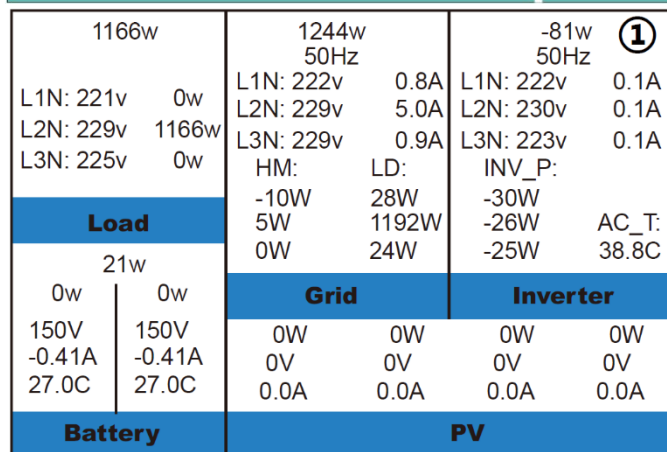 1166w
L1N: 221v 0w
L2N: 229v 1166w
L3N: 225v 0w
Load
1244w
50Hz
L1N: 222v 0.8A
L2N: 229v 5.0A
L3N: 229v 0.9A
HM: LD:
-10W 28W
5W 1192W
0W 24W
Grid
-81w ①
50Hz
L1N: 222v 0.1A
L2N: 230v 0.1A
L3N: 223v 0.1A
INV_P:
-30W
-26W AC_T:
-25W 38.8C
Inverter
21w
0w 0w
150V 150V
-0.41A -0.41A
27.0C 27.0C
Battery
0W 0W 0W 0W
0V 0V 0V 0V
0.0A 0.0A 0.0A 0.0A
PV